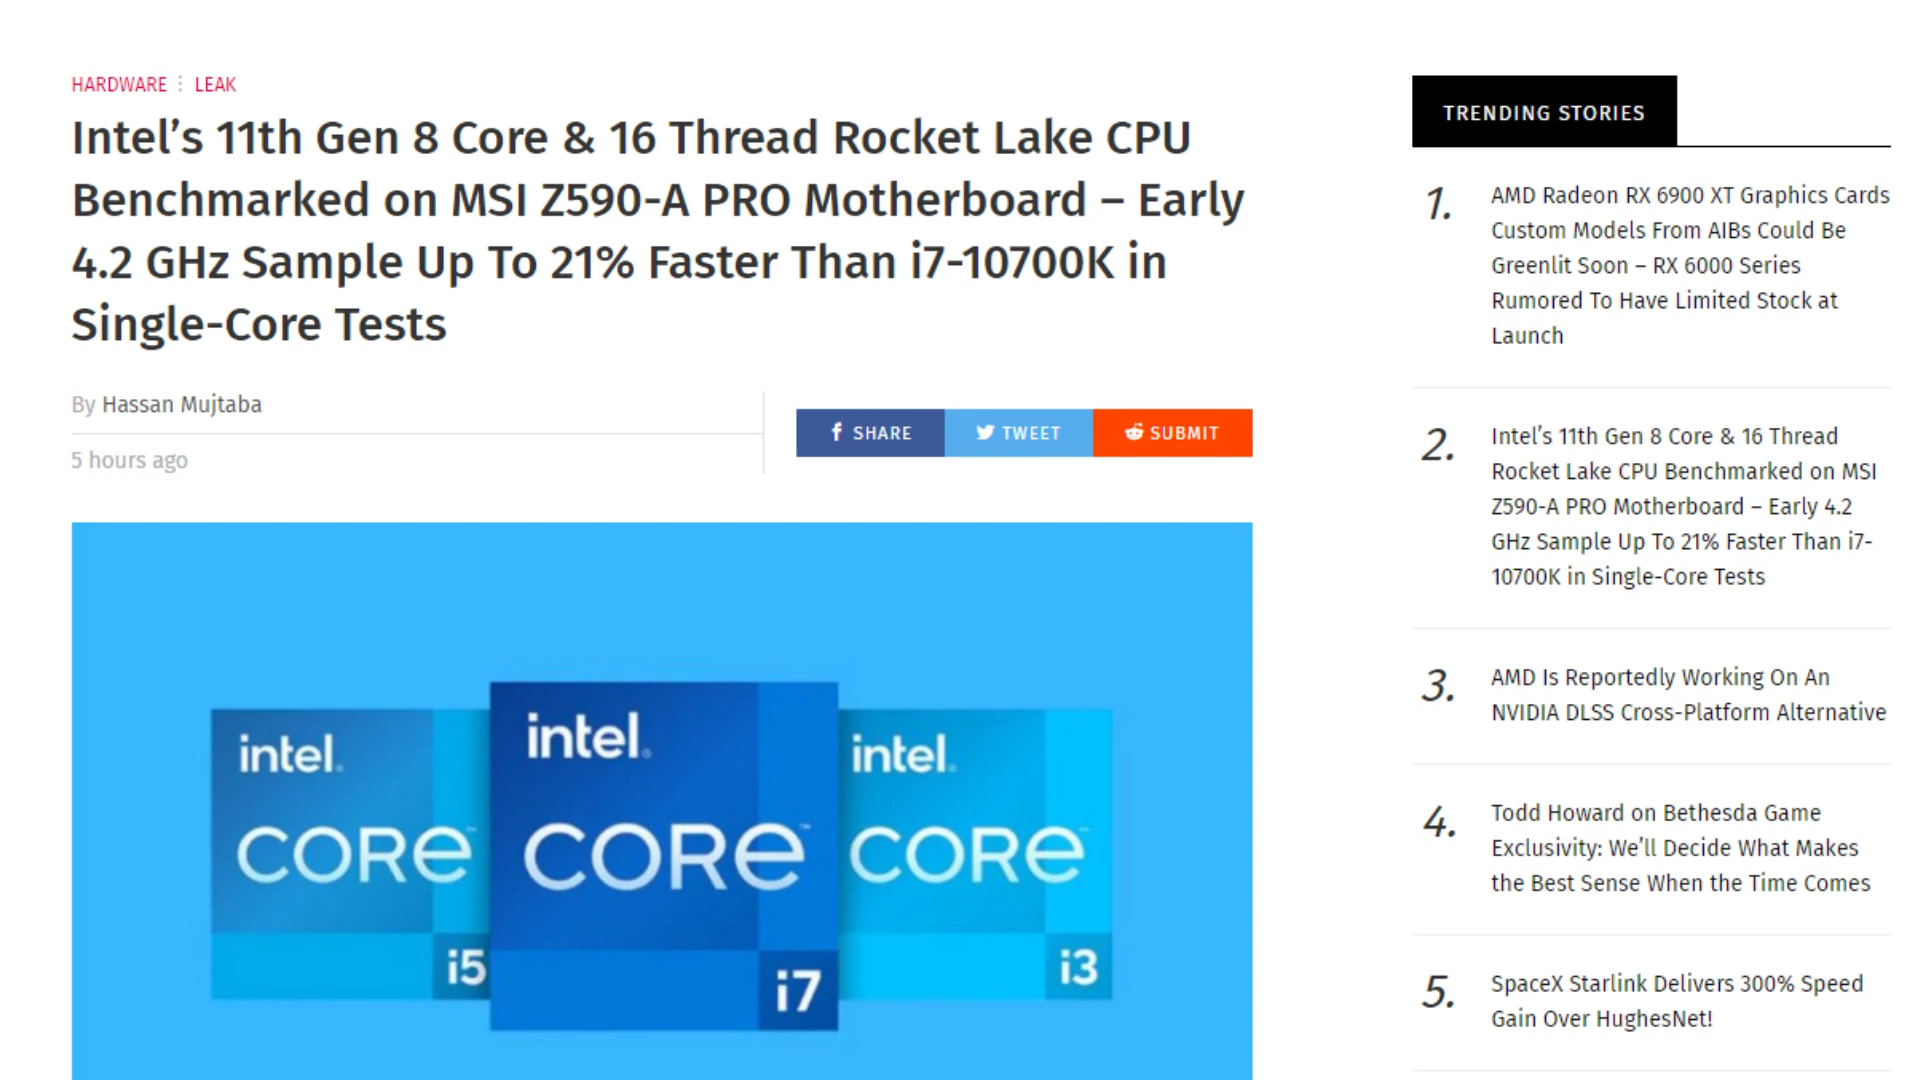 HARDWARE ⋮ LEAK
Intel’s 11th Gen 8 Core & 16 Thread Rocket Lake CPU
Benchmarked on MSI Z590-A PRO Motherboard – Early
4.2 GHz Sample Up To 21% Faster Than i7-10700K in
Single-Core Tests
By Hassan Mujtaba
5 hours ago
SHARE
TWEET
SUBMIT
intel.
CORE™
i5
intel.
CORE™
i7
intel.
CORE™
i3
TRENDING STORIES
1.
AMD Radeon RX 6900 XT Graphics Cards
Custom Models From AIBs Could Be
Greenlit Soon – RX 6000 Series
Rumored To Have Limited Stock at
Launch
2.
Intel’s 11th Gen 8 Core & 16 Thread
Rocket Lake CPU Benchmarked on MSI
Z590-A PRO Motherboard – Early 4.2
GHz Sample Up To 21% Faster Than i7-
10700K in Single-Core Tests
3.
AMD Is Reportedly Working On An
NVIDIA DLSS Cross-Platform Alternative
4.
Todd Howard on Bethesda Game
Exclusivity: We’ll Decide What Makes
the Best Sense When the Time Comes
5.
SpaceX Starlink Delivers 300% Speed
Gain Over HughesNet!